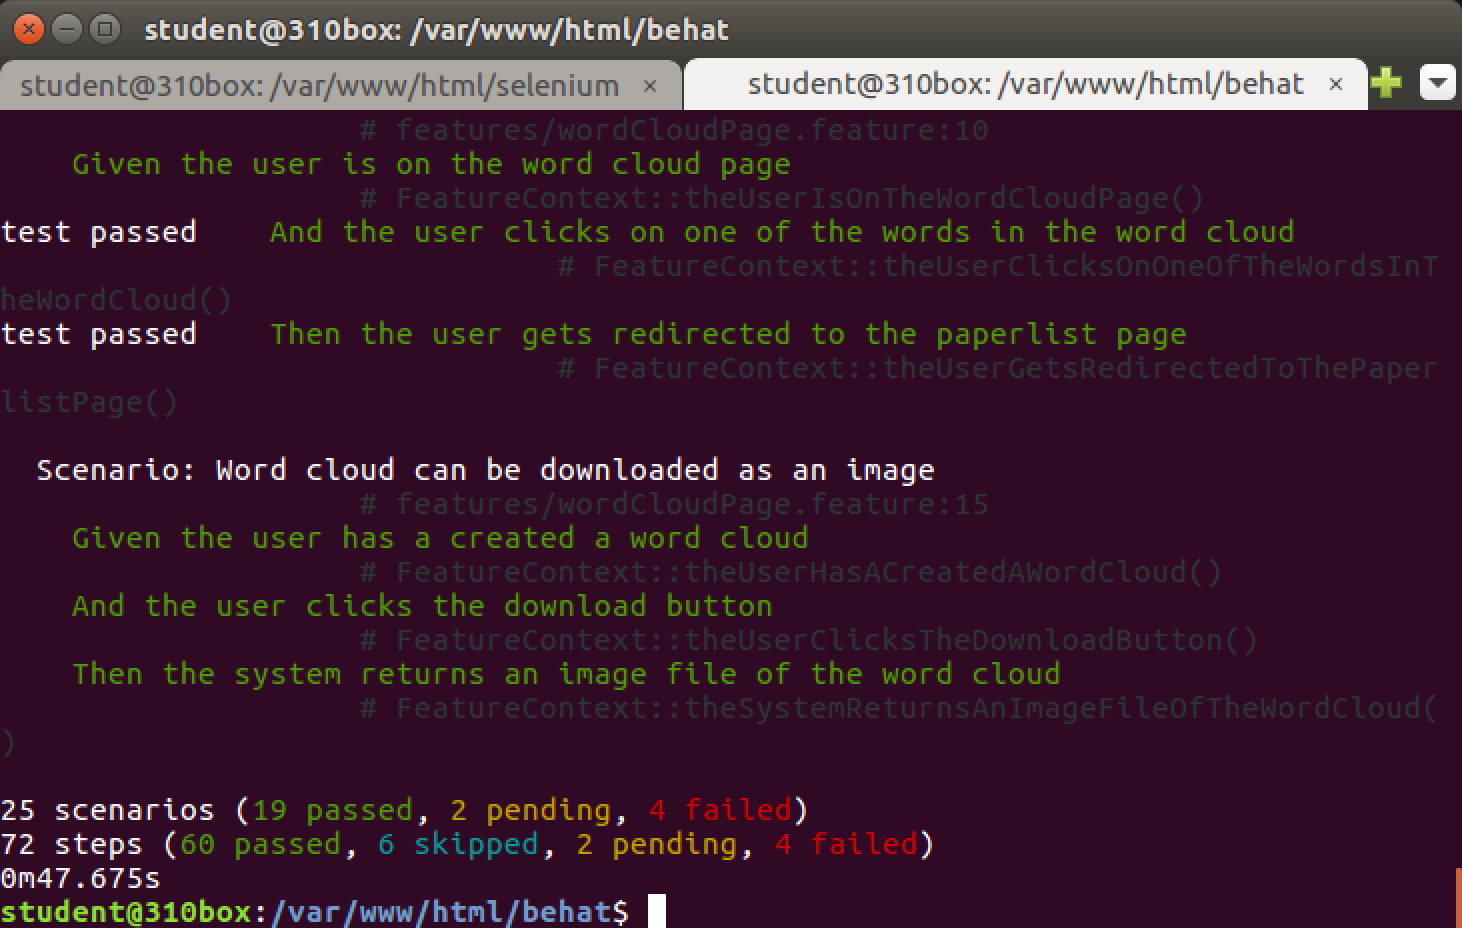 student@310box: /var/www/html/behat
student@310box: /var/www/html/selenium × student@310box: /var/www/html/behat ×
# features/wordCloudPage.feature:10
Given the user is on the word cloud page
# FeatureContext::theUserIsOnTheWordCloudPage()
test passed And the user clicks on one of the words in the word cloud
# FeatureContext::theUserClicksOnOneOfTheWordsInT
heWordCloud()
test passed Then the user gets redirected to the paperlist page
# FeatureContext::theUserGetsRedirectedToThePaper
listPage()
Scenario: Word cloud can be downloaded as an image
# features/wordCloudPage.feature:15
Given the user has a created a word cloud
# FeatureContext::theUserHasACreatedAWordCloud()
And the user clicks the download button
# FeatureContext::theUserClicksTheDownloadButton()
Then the system returns an image file of the word cloud
# FeatureContext::theSystemReturnsAnImageFileOfTheWordCloud(
)
25 scenarios (19 passed, 2 pending, 4 failed)
72 steps (60 passed, 6 skipped, 2 pending, 4 failed)
0m47.675s
student@310box:/var/www/html/behat$